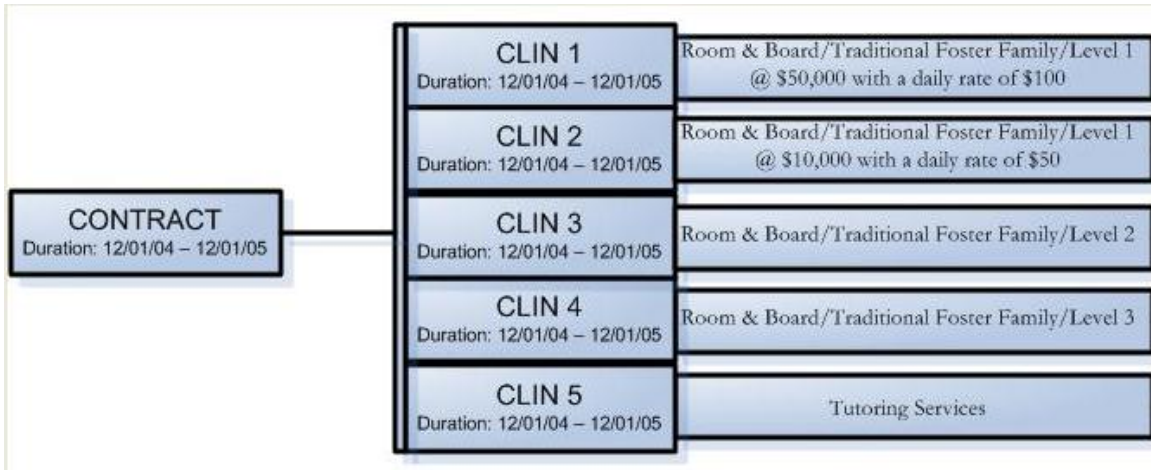 CONTRACT
Duration: 12/01/04 – 12/01/05
CLIN 1
Duration: 12/01/04 – 12/01/05
Room & Board/Traditional Foster Family/Level 1
@ $50,000 with a daily rate of $100
CLIN 2
Duration: 12/01/04 – 12/01/05
Room & Board/Traditional Foster Family/Level 1
@ $10,000 with a daily rate of $50
CLIN 3
Duration: 12/01/04 – 12/01/05
Room & Board/Traditional Foster Family/Level 2
CLIN 4
Duration: 12/01/04 – 12/01/05
Room & Board/Traditional Foster Family/Level 3
CLIN 5
Duration: 12/01/04 – 12/01/05
Tutoring Services